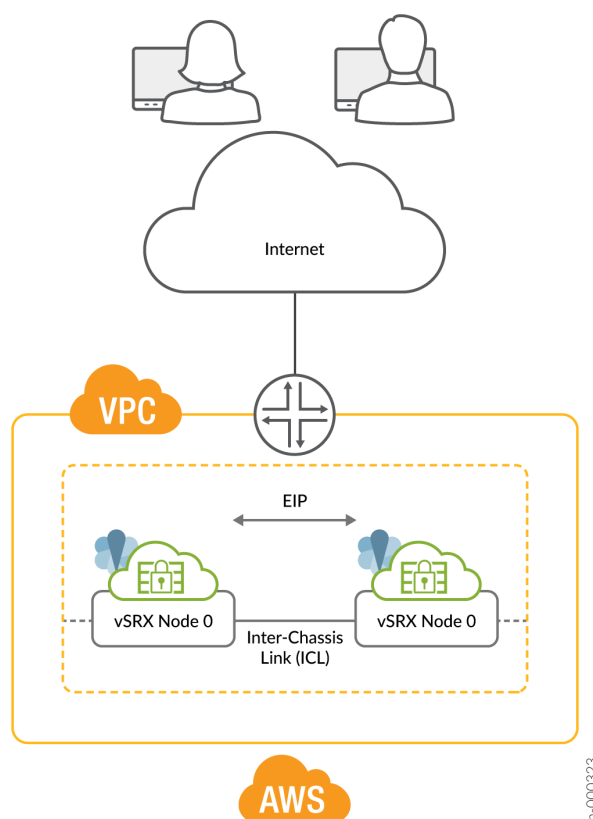 Internet
VPC
EIP
vSRX Node 0
vSRX Node 0
Inter-Chassis
Link (ICL)
AWS